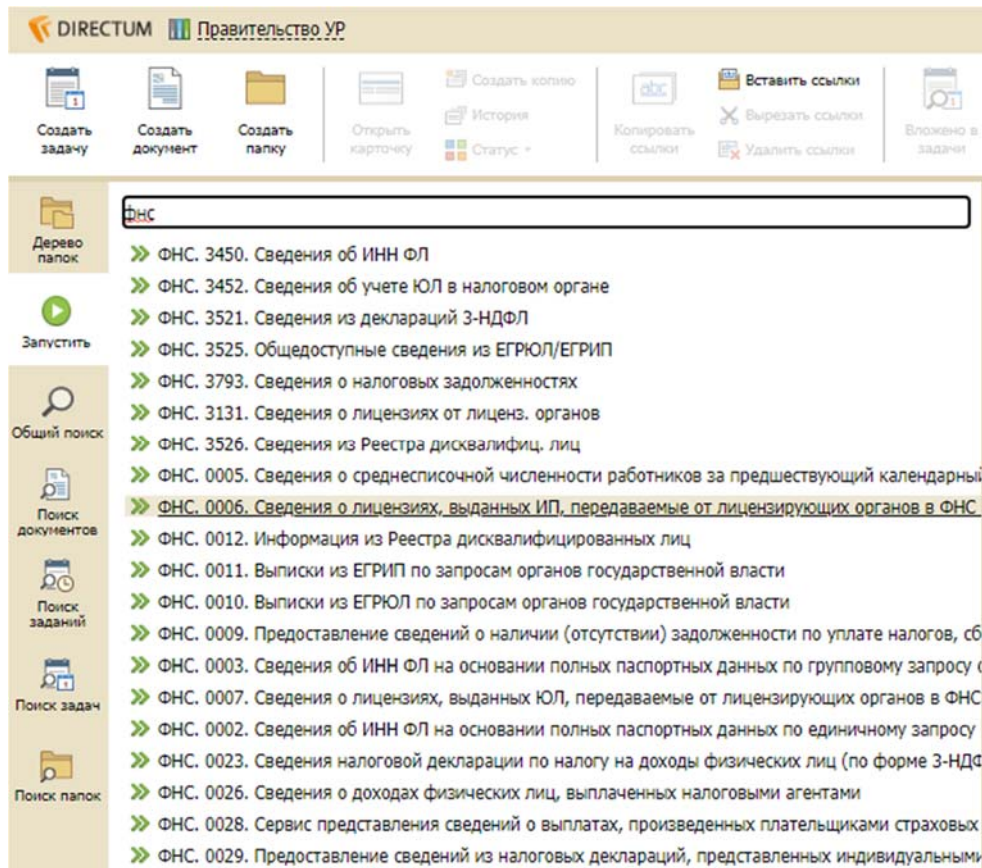 DIRECTUM Правительство УР
Создать задачу
Создать документ
Создать папку
Открыть карточку
Создать копию
История
Статус
Копировать ссылки
Вставить ссылки
Вырезать ссылки
Удалить ссылки
Вложено в задачи
Дерево папок
Запустить
Общий поиск
Поиск документов
Поиск заданий
Поиск задач
Поиск папок
фнс
ФНС. 3450. Сведения об ИНН ФЛ
ФНС. 3452. Сведения об учете ЮЛ в налоговом органе
ФНС. 3521. Сведения из деклараций 3-НДФЛ
ФНС. 3525. Общедоступные сведения из ЕГРЮЛ/ЕГРИП
ФНС. 3793. Сведения о налоговых задолженностях
ФНС. 3131. Сведения о лицензиях от лиценз. органов
ФНС. 3526. Сведения из Реестра дисквалифиц. лиц
ФНС. 0005. Сведения о среднесписочной численности работников за предшествующий календарный
ФНС. 0006. Сведения о лицензиях, выданных ИП, передаваемые от лицензирующих органов в ФНС
ФНС. 0012. Информация из Реестра дисквалифицированных лиц
ФНС. 0011. Выписки из ЕГРИП по запросам органов государственной власти
ФНС. 0010. Выписки из ЕГРЮЛ по запросам органов государственной власти
ФНС. 0009. Предоставление сведений о наличии (отсутствии) задолженности по уплате налогов, сб
ФНС. 0003. Сведения об ИНН ФЛ на основании полных паспортных данных по групповому запросу
ФНС. 0007. Сведения о лицензиях, выданных ЮЛ, передаваемые от лицензирующих органов в ФНС
ФНС. 0002. Сведения об ИНН ФЛ на основании полных паспортных данных по единичному запросу
ФНС. 0023. Сведения налоговой декларации по налогу на доходы физических лиц (по форме 3-НДФ
ФНС. 0026. Сведения о доходах физических лиц, выплаченных налоговыми агентами
ФНС. 0028. Сервис представления сведений о выплатах, произведенных плательщиками страховых
ФНС. 0029. Предоставление сведений из налоговых деклараций, представленных индивидуальными